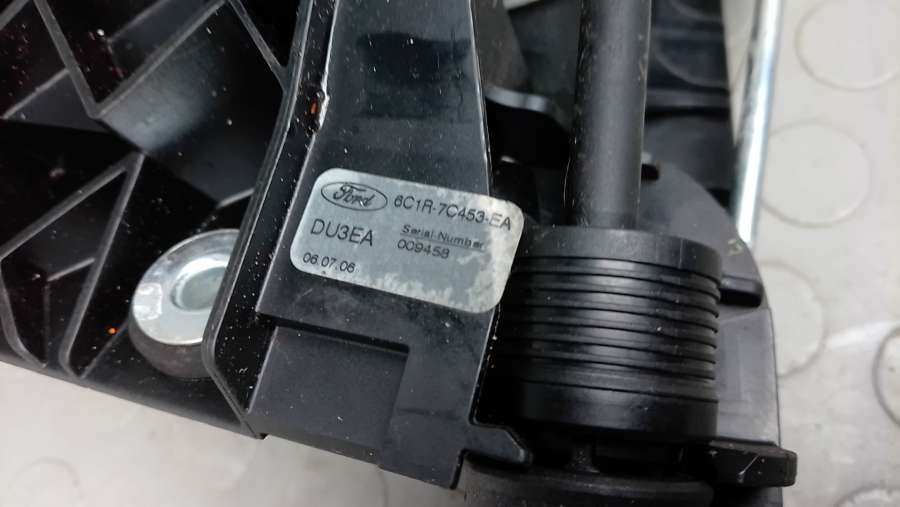 Ford
6C1R-7C453-EA
DU3EA
Serial Number
009458
06.07.06